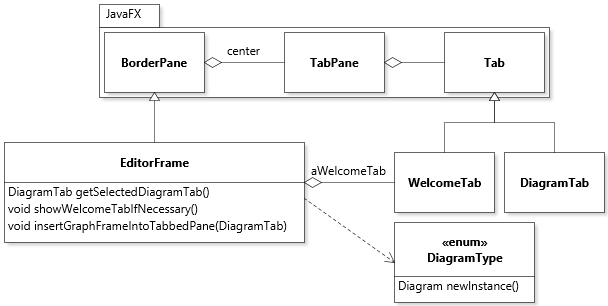 JavaFX
BorderPane
center
TabPane
Tab
EditorFrame
DiagramTab getSelectedDiagramTab()
void showWelcomeTabIfNecessary()
void insertGraphFrameIntoTabbedPane(DiagramTab)
aWelcomeTab
WelcomeTab
DiagramTab
«enum»
DiagramType
Diagram newInstance()